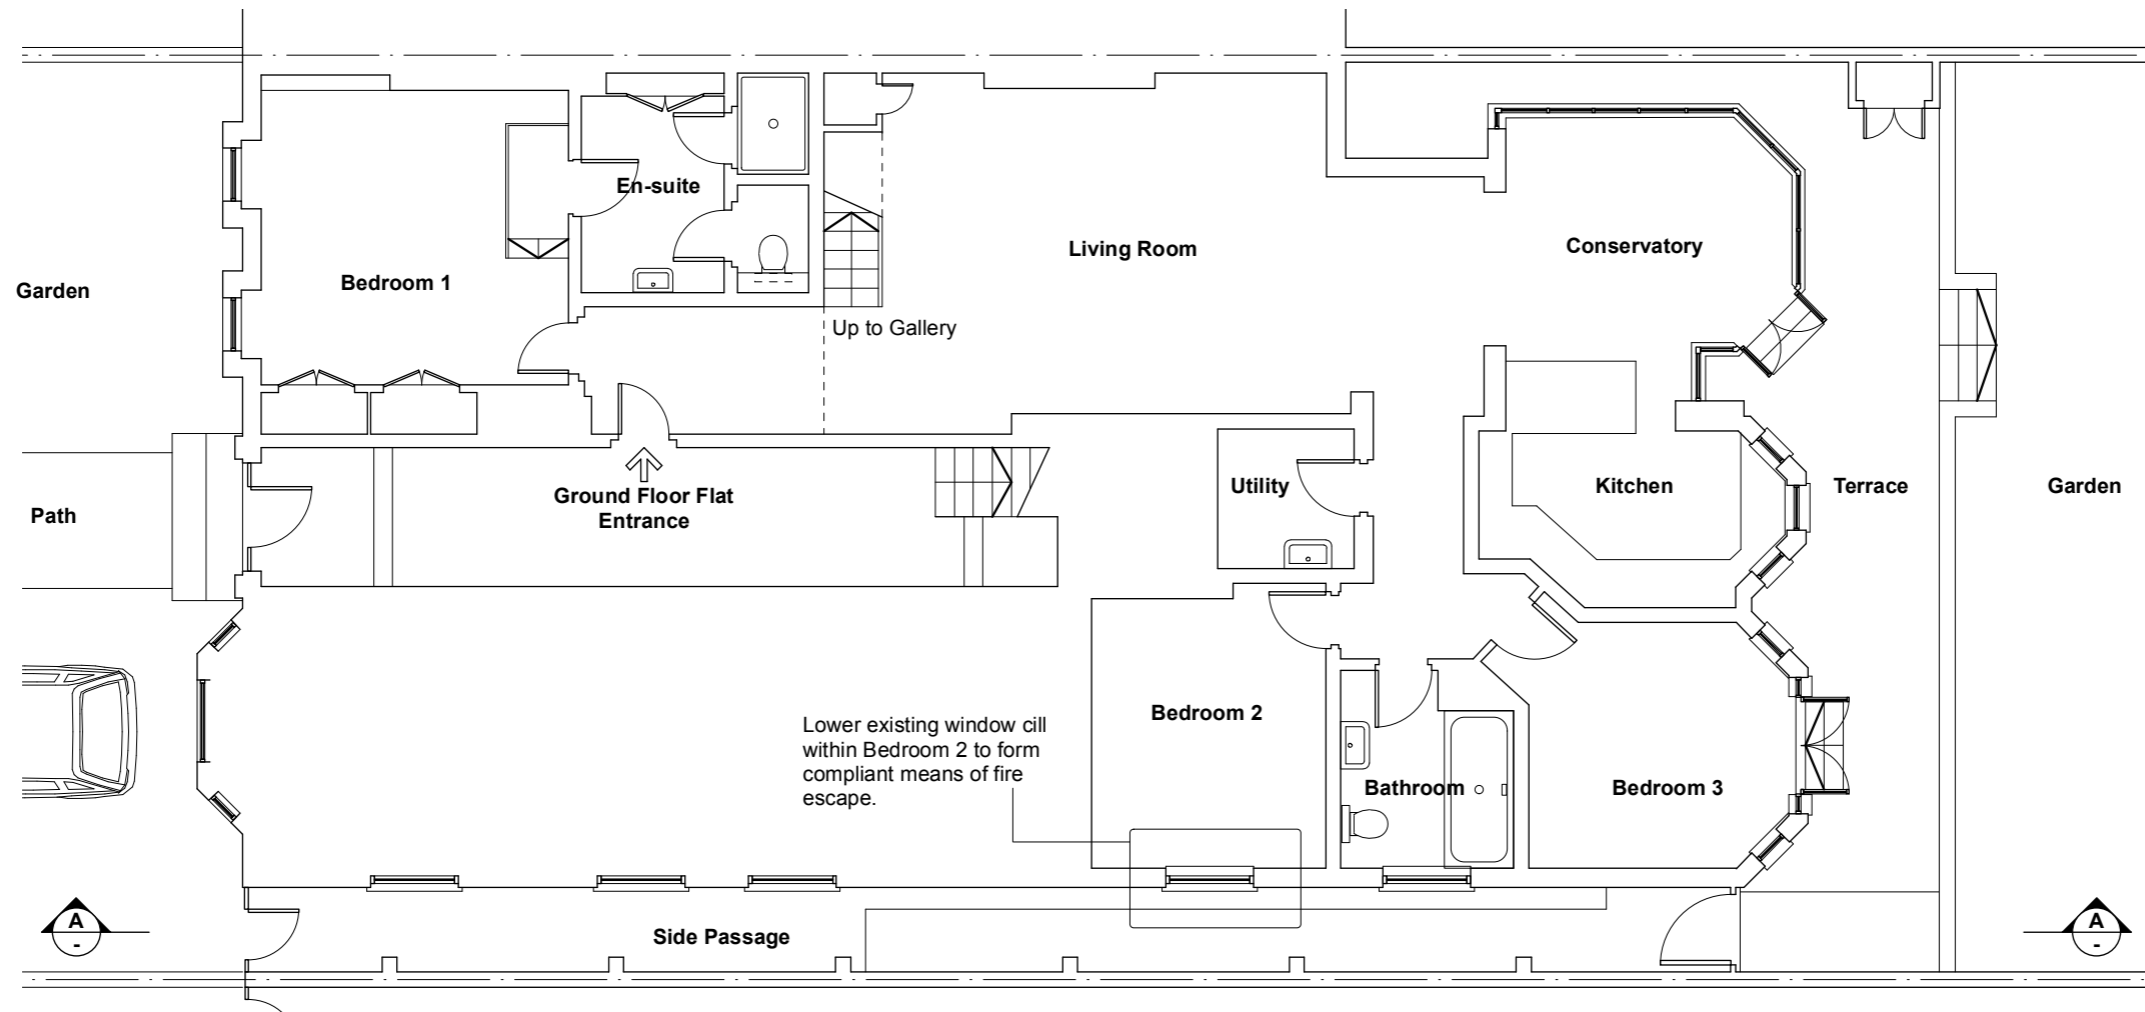 En-suite
Living Room
Conservatory
Bedroom 1
Garden
Up to Gallery
Path
Ground Floor Flat
Entrance
Utility
Kitchen
Terrace
Garden
Lower existing window cill
within Bedroom 2 to form
compliant means of fire
escape.
Bedroom 2
Bathroom
Bedroom 3
A
-
Side Passage
A
-